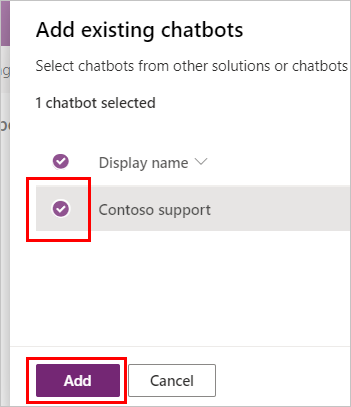 Add existing chatbots
Select chatbots from other solutions or chatbots
1 chatbot selected
Display name
Contoso support
Add
Cancel